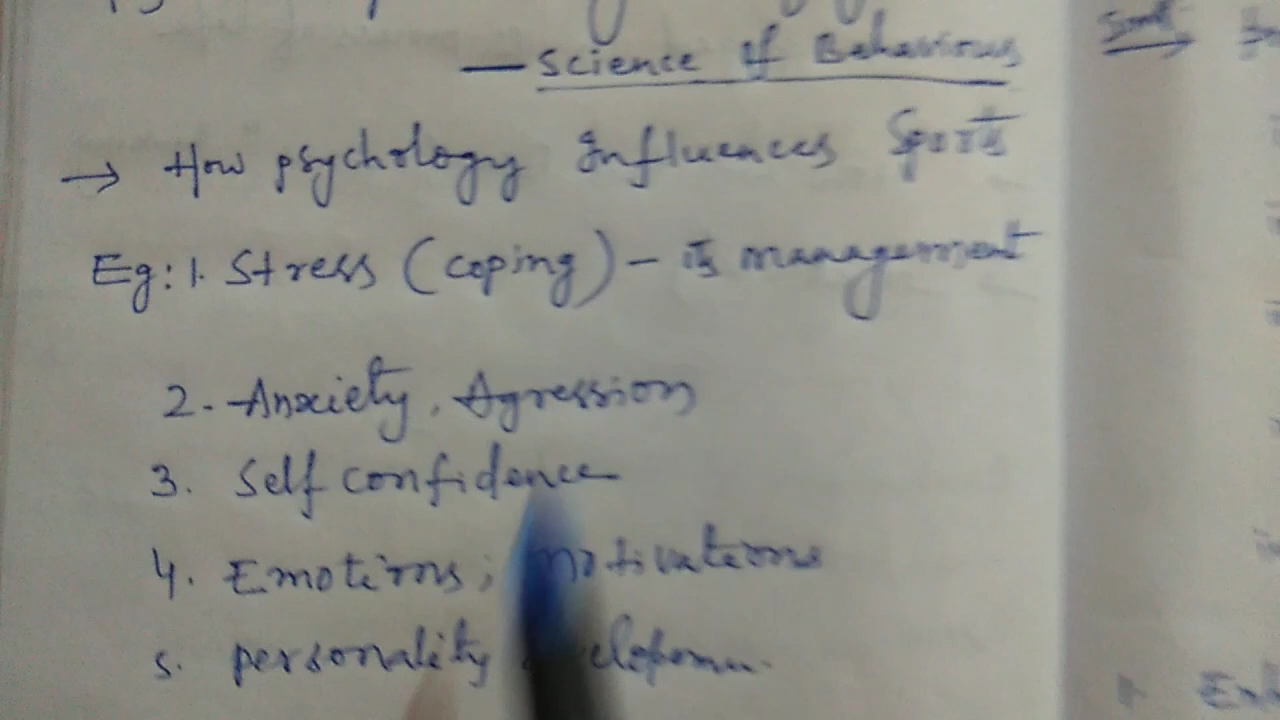 — Science of Behaviours
→ How psychology Influences Sports
Eg: 1. Stress (coping) - its management
2. Anxiety, Agression
3. Self confidence
4. Emotions; motivations
5. personality